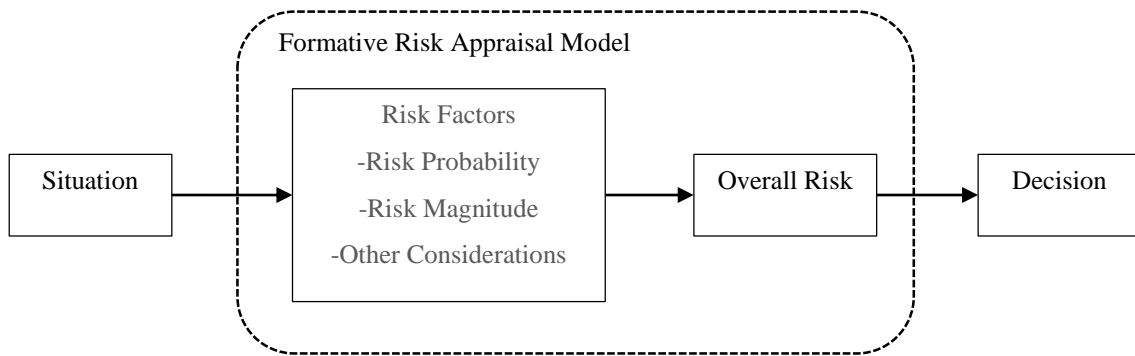 Formative Risk Appraisal Model
Situation
Risk Factors
-Risk Probability
-Risk Magnitude
-Other Considerations
Overall Risk
Decision